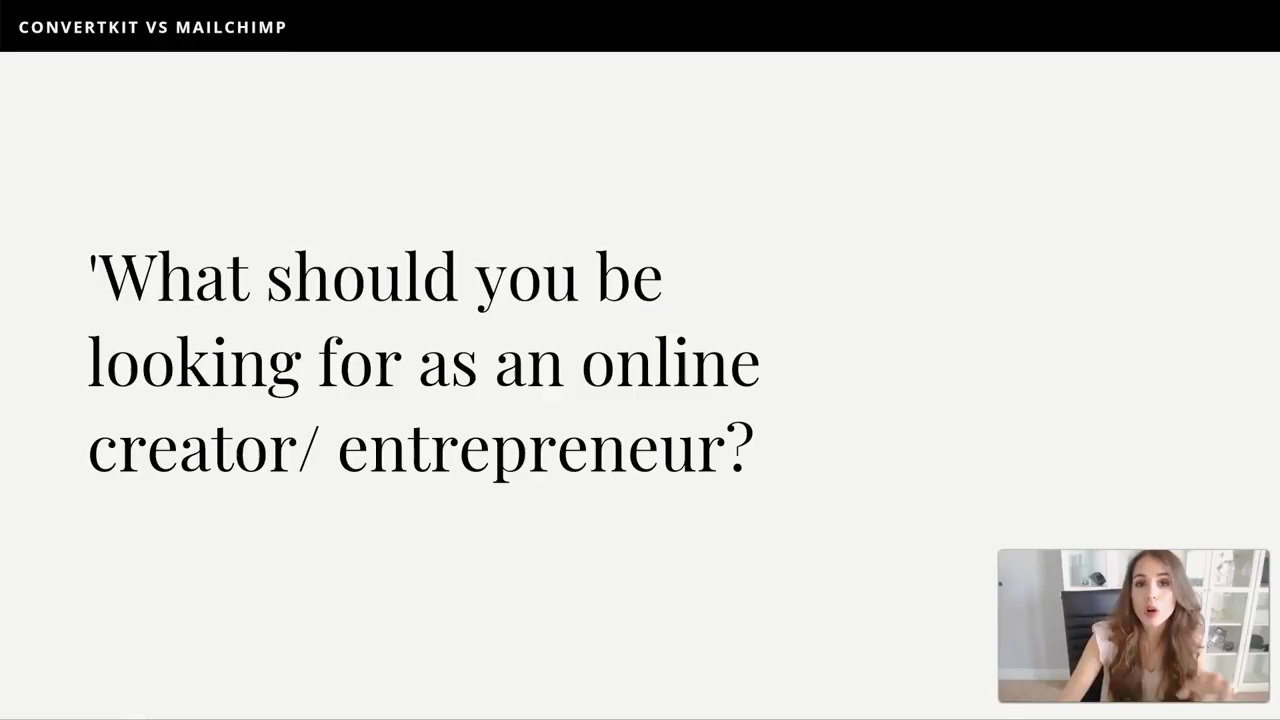 CONVERTKIT VS MAILCHIMP
'What should you be
looking for as an online
creator/ entrepreneur?